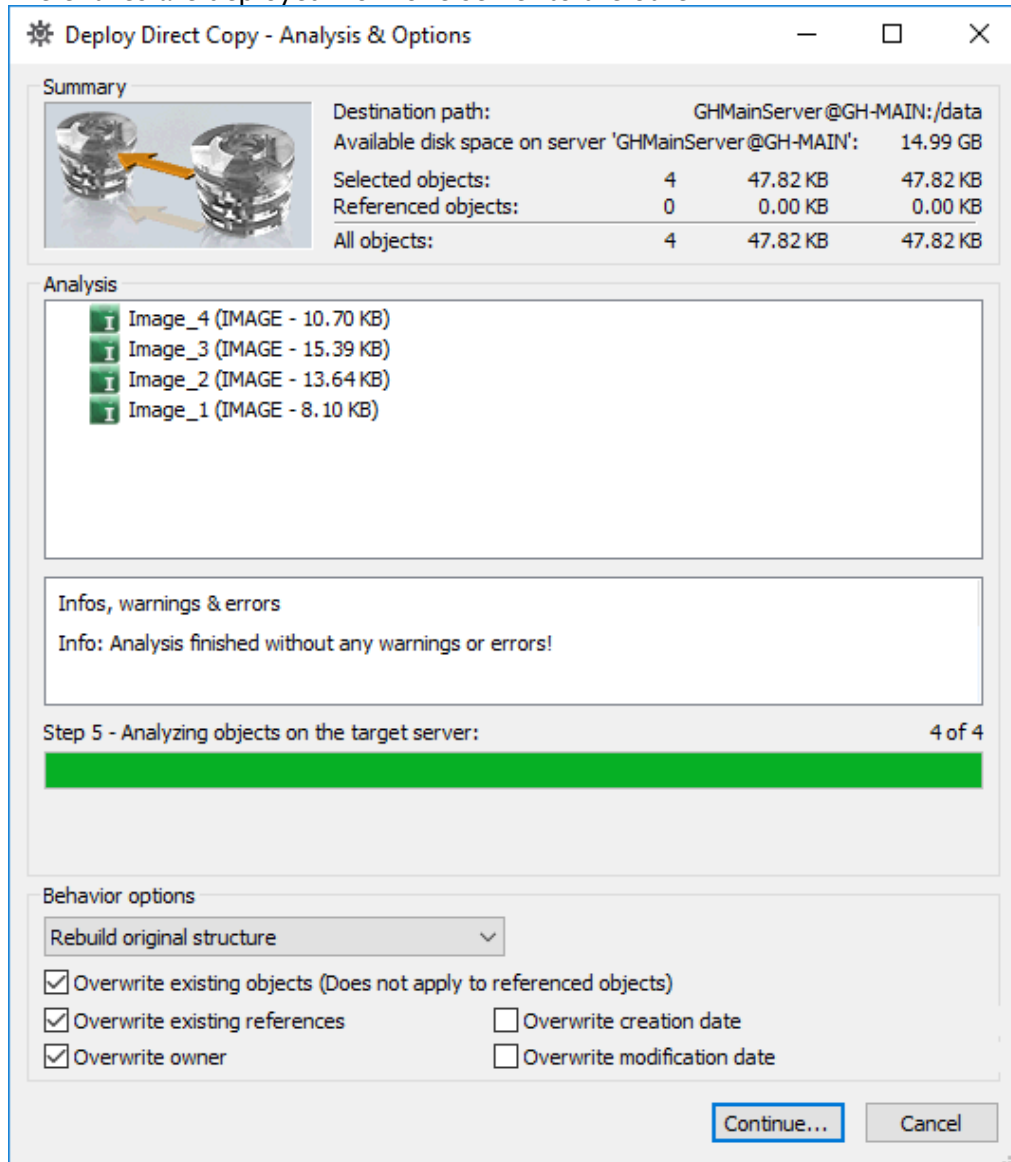 Deploy Direct Copy - Analysis & Options
Summary
Destination path: GHMainServer@GH-MAIN:/data
Available disk space on server 'GHMainServer@GH-MAIN': 14.99 GB
Selected objects: 4 47.82 KB 47.82 KB
Referenced objects: 0 0.00 KB 0.00 KB
All objects: 4 47.82 KB 47.82 KB
Analysis
I Image_4 (IMAGE - 10.70 KB)
I Image_3 (IMAGE - 15.39 KB)
I Image_2 (IMAGE - 13.64 KB)
I Image_1 (IMAGE - 8.10 KB)
Infos, warnings & errors
Info: Analysis finished without any warnings or errors!
Step 5 - Analyzing objects on the target server: 4 of 4
Behavior options
Rebuild original structure
Overwrite existing objects (Does not apply to referenced objects)
Overwrite existing references Overwrite creation date
Overwrite owner Overwrite modification date
Continue... Cancel